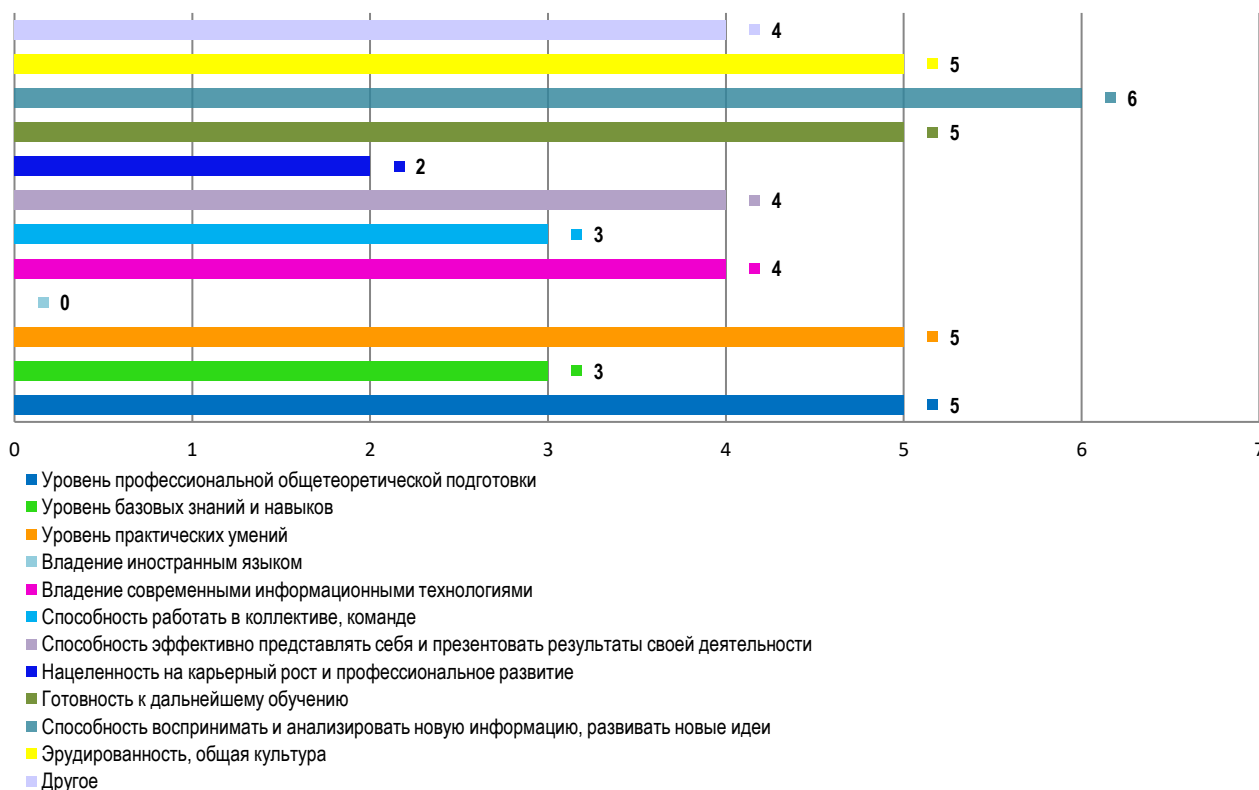 4
5
6
5
2
4
3
4
0
5
3
5
0 1 2 3 4 5 6 7
Уровень профессиональной общетеоретической подготовки
Уровень базовых знаний и навыков
Уровень практических умений
Владение иностранным языком
Владение современными информационными технологиями
Способность работать в коллективе, команде
Способность эффективно представлять себя и презентовать результаты своей деятельности
Нацеленность на карьерный рост и профессиональное развитие
Готовность к дальнейшему обучению
Способность воспринимать и анализировать новую информацию, развивать новые идеи
Эрудированность, общая культура
Другое